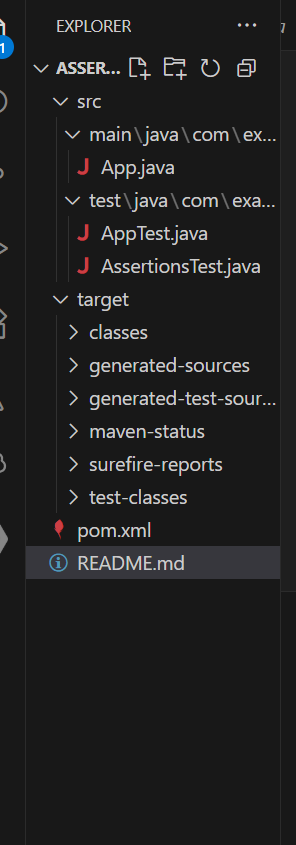 EXPLORER
ASSER...
src
main\java\com\ex...
App.java
test\java\com\exa...
AppTest.java
AssertionsTest.java
target
classes
generated-sources
generated-test-sour...
maven-status
surefire-reports
test-classes
pom.xml
README.md
1